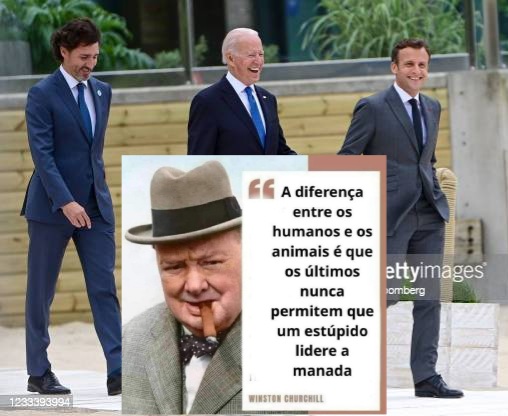 A diferença
entre os
humanos e os
animais é que
os últimos
nunca
permitem que
um estúpido
lidere a
manada
WINSTON CHURCHILL
gettyimages
oomberg
1233393994